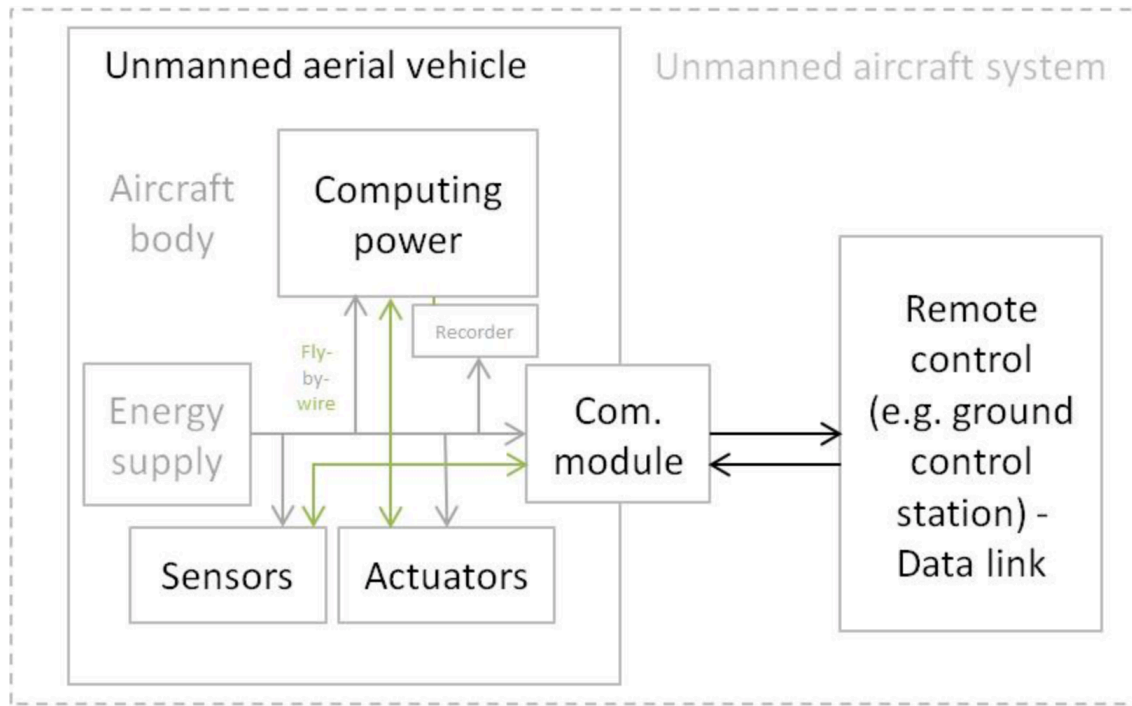 Unmanned aerial vehicle
Unmanned aircraft system
Aircraft
body
Computing
power
Recorder
Fly-
by-
wire
Energy
supply
Com.
module
Sensors
Actuators
Remote
control
(e.g. ground
control
station) -
Data link